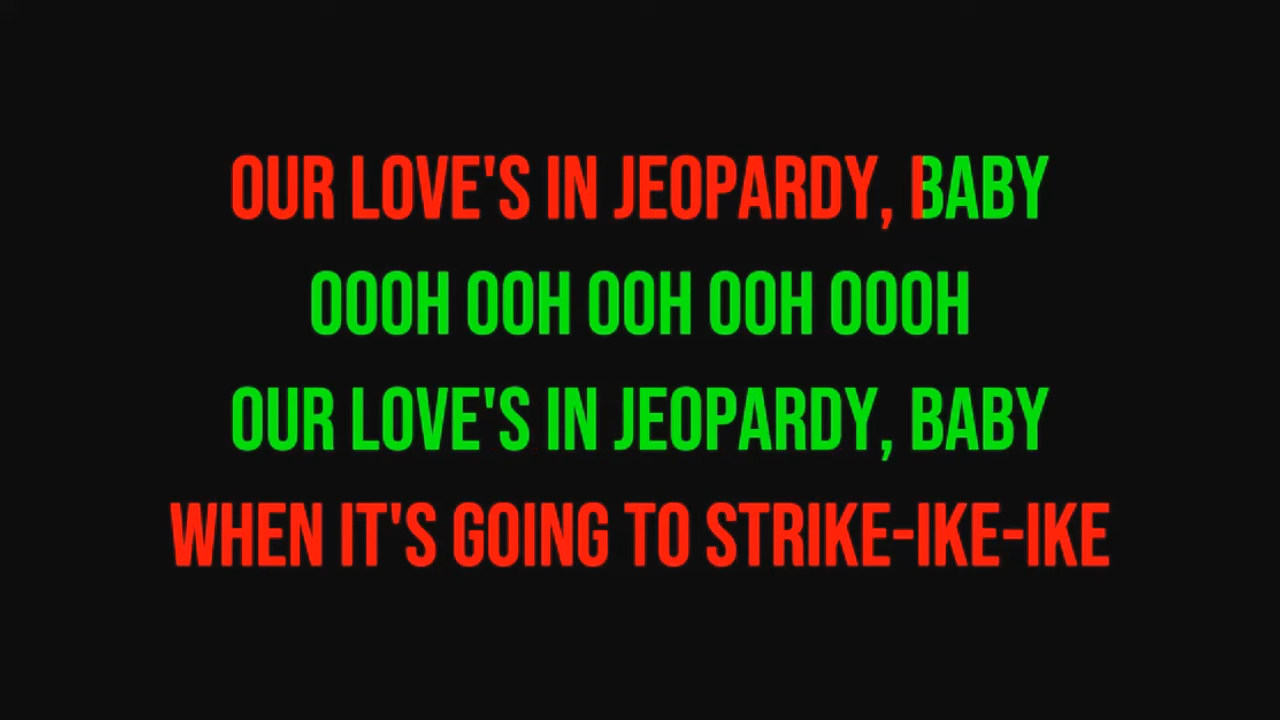 OUR LOVE'S IN JEOPARDY, BABY
OOOH OOH OOH OOH OOOH
OUR LOVE'S IN JEOPARDY, BABY
WHEN IT'S GOING TO STRIKE-IKE-IKE